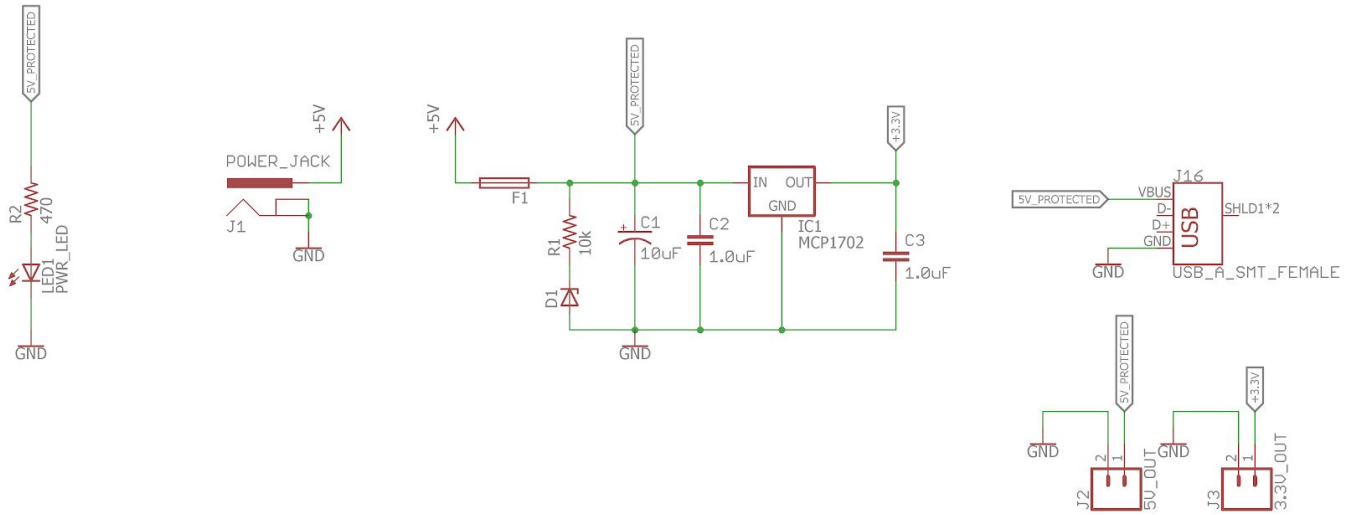 5V_PROTECTED
R2
470
LED1
PWR_LED
GND
+5V
POWER_JACK
J1
GND
+5V
F1
5V_PROTECTED
R1
10k
D1
+
C1
10uF
C2
1.0uF
GND
IN OUT
GND
IC1
MCP1702
+3.3V
C3
1.0uF
J16
5V_PROTECTED
VBUS
D-
D+
GND
USB
SHLD1*2
GND
USB_A_SMT_FEMALE
5V_PROTECTED
GND
2
1
J2
5V_OUT
+3.3V
GND
2
1
J3
3.3V_OUT